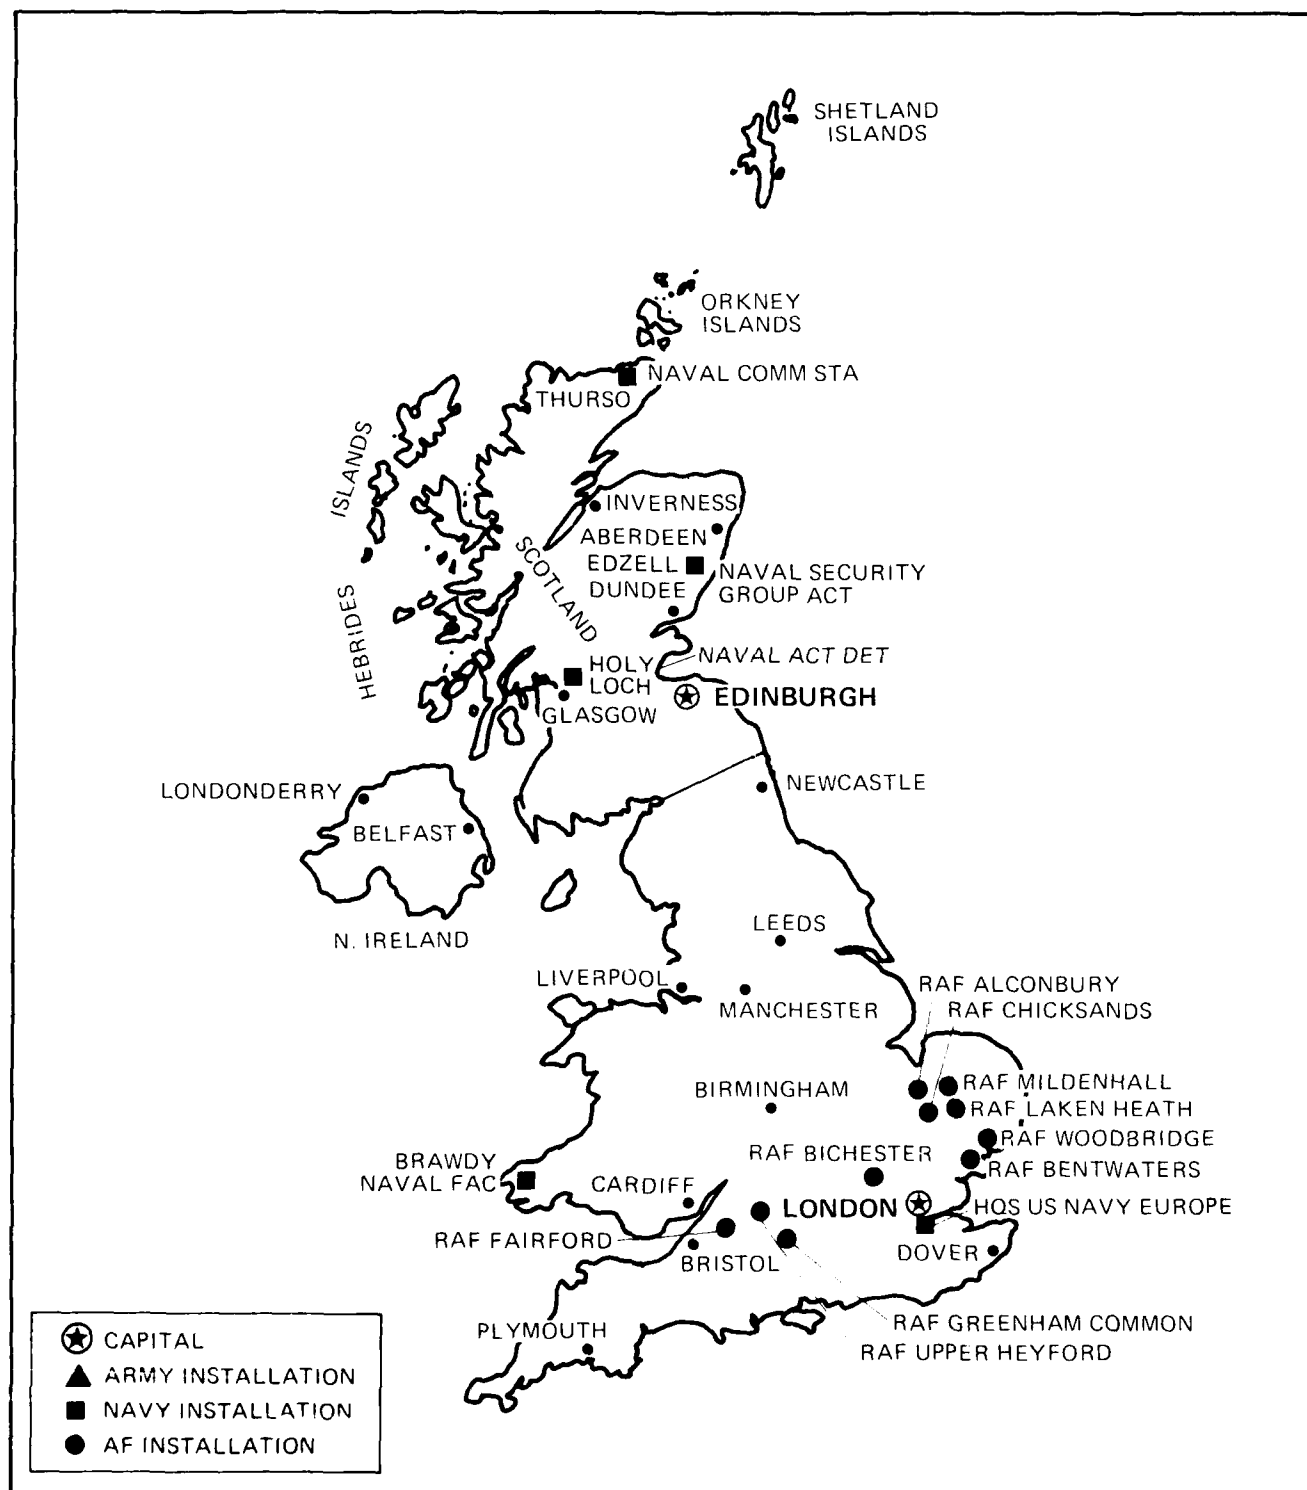 SHETLAND
ISLANDS
ORKNEY
ISLANDS
NAVAL COMM STA
THURSO
HEBRIDES ISLANDS
INVERNESS
ABERDEEN
SCOTLAND
EDZELL
DUNDEE
NAVAL SECURITY
GROUP ACT
NAVAL ACT DET
HOLY
LOCH
EDINBURGH
GLASGOW
LONDONDERRY
NEWCASTLE
BELFAST
N. IRELAND
LEEDS
LIVERPOOL
MANCHESTER
RAF ALCONBURY
RAF CHICKSANDS
BIRMINGHAM
RAF MILDENHALL
RAF LAKEN HEATH
RAF WOODBRIDGE
RAF BICHESTER
RAF BENTWATERS
BRAWDY
NAVAL FAC
CARDIFF
LONDON
HQS US NAVY EUROPE
RAF FAIRFORD
BRISTOL
DOVER
PLYMOUTH
RAF GREENHAM COMMON
RAF UPPER HEYFORD
CAPITAL
ARMY INSTALLATION
NAVY INSTALLATION
AF INSTALLATION